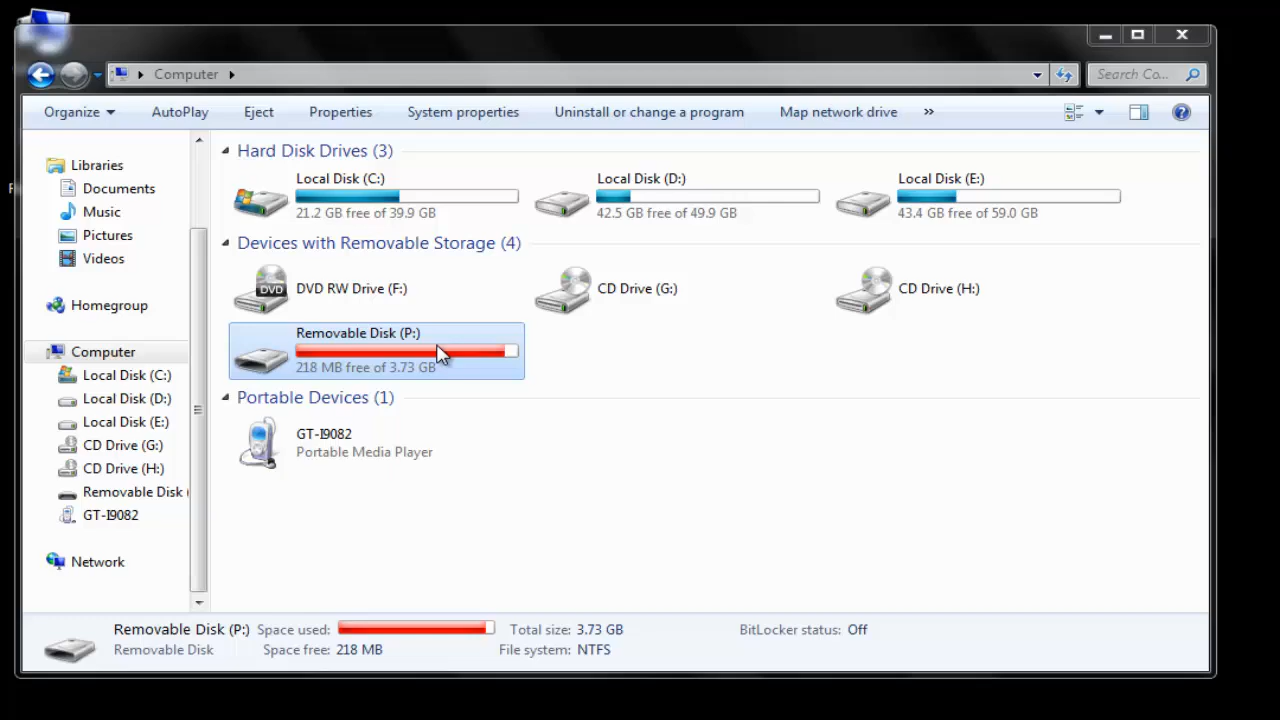 Computer
Search Co...
Organize
AutoPlay
Eject
Properties
System properties
Uninstall or change a program
Map network drive
»
Libraries
Documents
Music
Pictures
Videos
Homegroup
Computer
Local Disk (C:)
Local Disk (D:)
Local Disk (E:)
CD Drive (G:)
CD Drive (H:)
Removable Disk (
GT-I9082
Network
Hard Disk Drives (3)
Local Disk (C:)
21.2 GB free of 39.9 GB
Local Disk (D:)
42.5 GB free of 49.9 GB
Local Disk (E:)
43.4 GB free of 59.0 GB
Devices with Removable Storage (4)
DVD
DVD RW Drive (F:)
CD Drive (G:)
CD Drive (H:)
Removable Disk (P:)
218 MB free of 3.73 GB
Portable Devices (1)
GT-I9082
Portable Media Player
Removable Disk (P:)
Removable Disk
Space used:
Space free: 218 MB
Total size: 3.73 GB
File system: NTFS
BitLocker status: Off